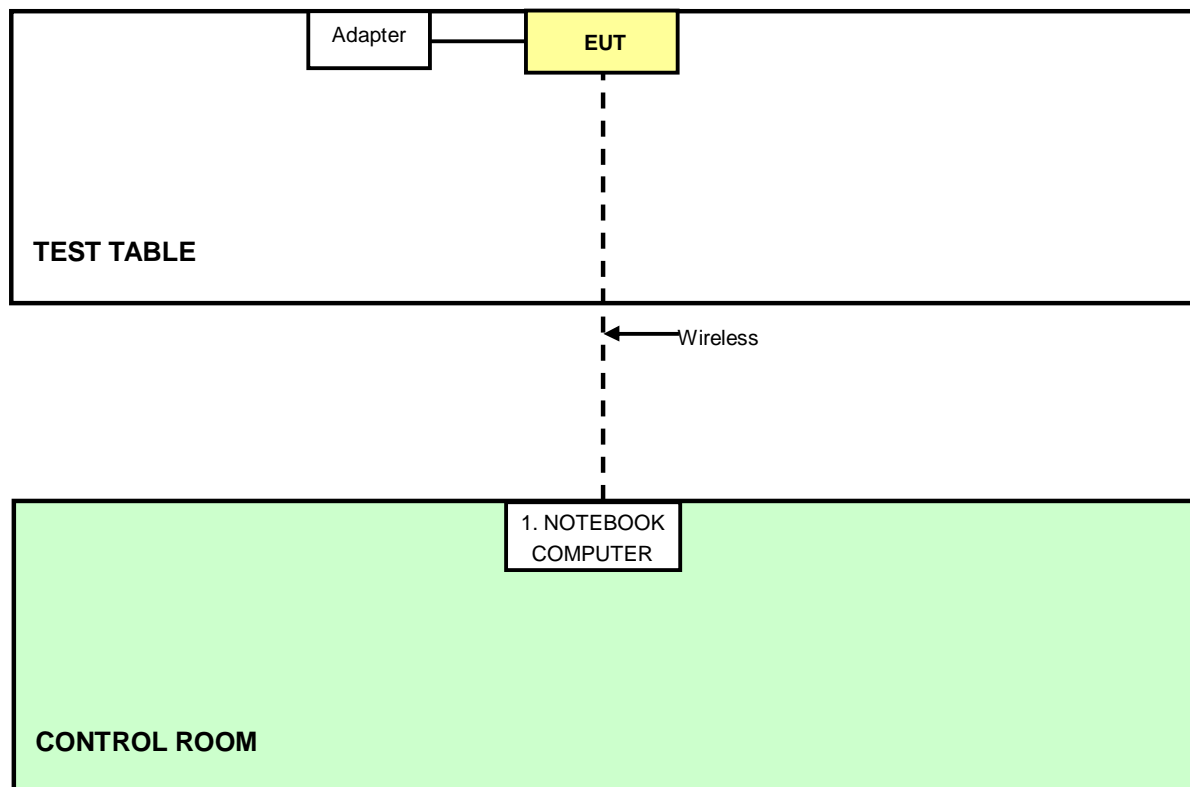 Adapter
EUT
TEST TABLE
Wireless
1. NOTEBOOK
COMPUTER
CONTROL ROOM